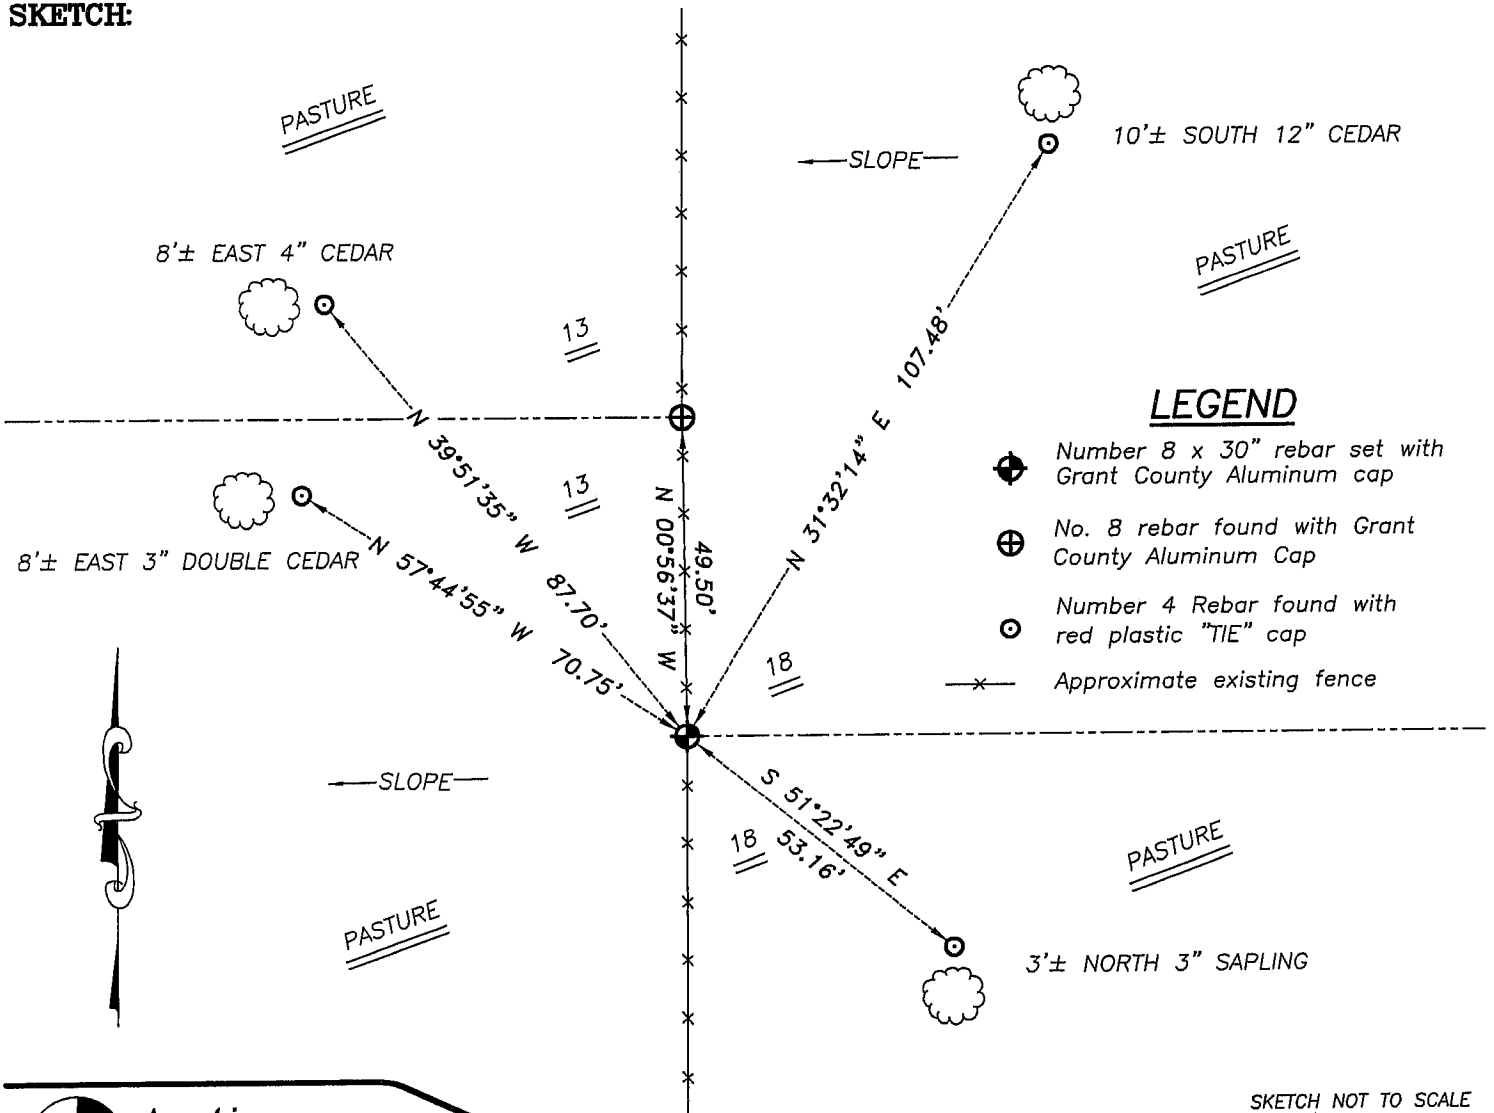 SKETCH:
PASTURE
10'± SOUTH 12" CEDAR
SLOPE
8'± EAST 4" CEDAR
PASTURE
13
N 31°32'14" E 107.48'
LEGEND
Number 8 x 30" rebar set with
Grant County Aluminum cap
No. 8 rebar found with Grant
County Aluminum Cap
Number 4 Rebar found with
red plastic "TIE" cap
Approximate existing fence
N 39°51'35" W 87.70'
13
N 00°56'37" W
49.50'
8'± EAST 3" DOUBLE CEDAR
N 57°44'55" W 70.75'
18
SLOPE
S 51°22'49" E
53.16'
18
PASTURE
PASTURE
3'± NORTH 3" SAPLING
SKETCH NOT TO SCALE